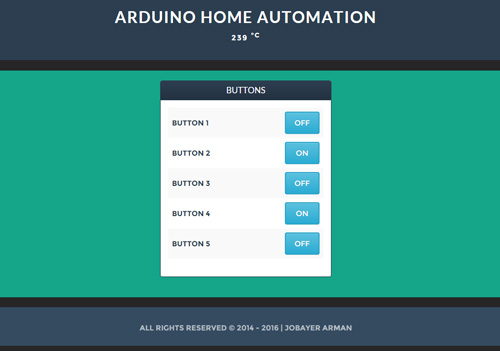 ARDUINO HOME AUTOMATION
239 °C
BUTTONS
BUTTON 1 OFF
BUTTON 2 ON
BUTTON 3 OFF
BUTTON 4 ON
BUTTON 5 OFF
ALL RIGHTS RESERVED © 2014 - 2016 | JOBAYER ARMAN